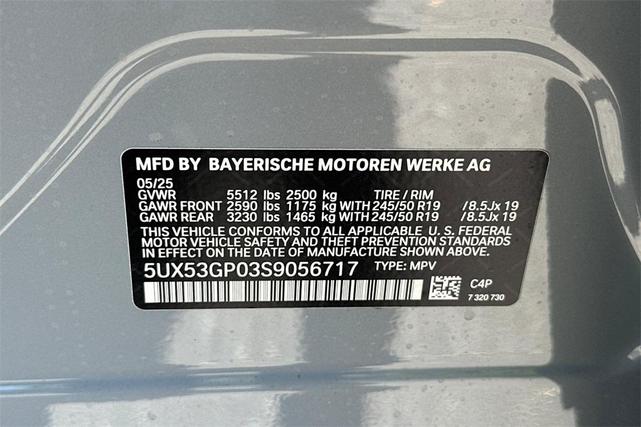 MFD BY BAYERISCHE MOTOREN WERKE AG
05/25
GVWR 5512 lbs 2500 kg TIRE / RIM
GAWR FRONT 2590 lbs 1175 kg WITH 245/50 R19 /8.5Jx 19
GAWR REAR 3230 lbs 1465 kg WITH 245/50 R19 /8.5Jx 19
THIS VEHICLE CONFORMS TO ALL APPLICABLE U. S. FEDERAL
MOTOR VEHICLE SAFETY AND THEFT PREVENTION STANDARDS
IN EFFECT ON THE DATE OF MANUFACTURE SHOWN ABOVE.
5UX53GP03S9056717 TYPE: MPV
C4P
7 320 730